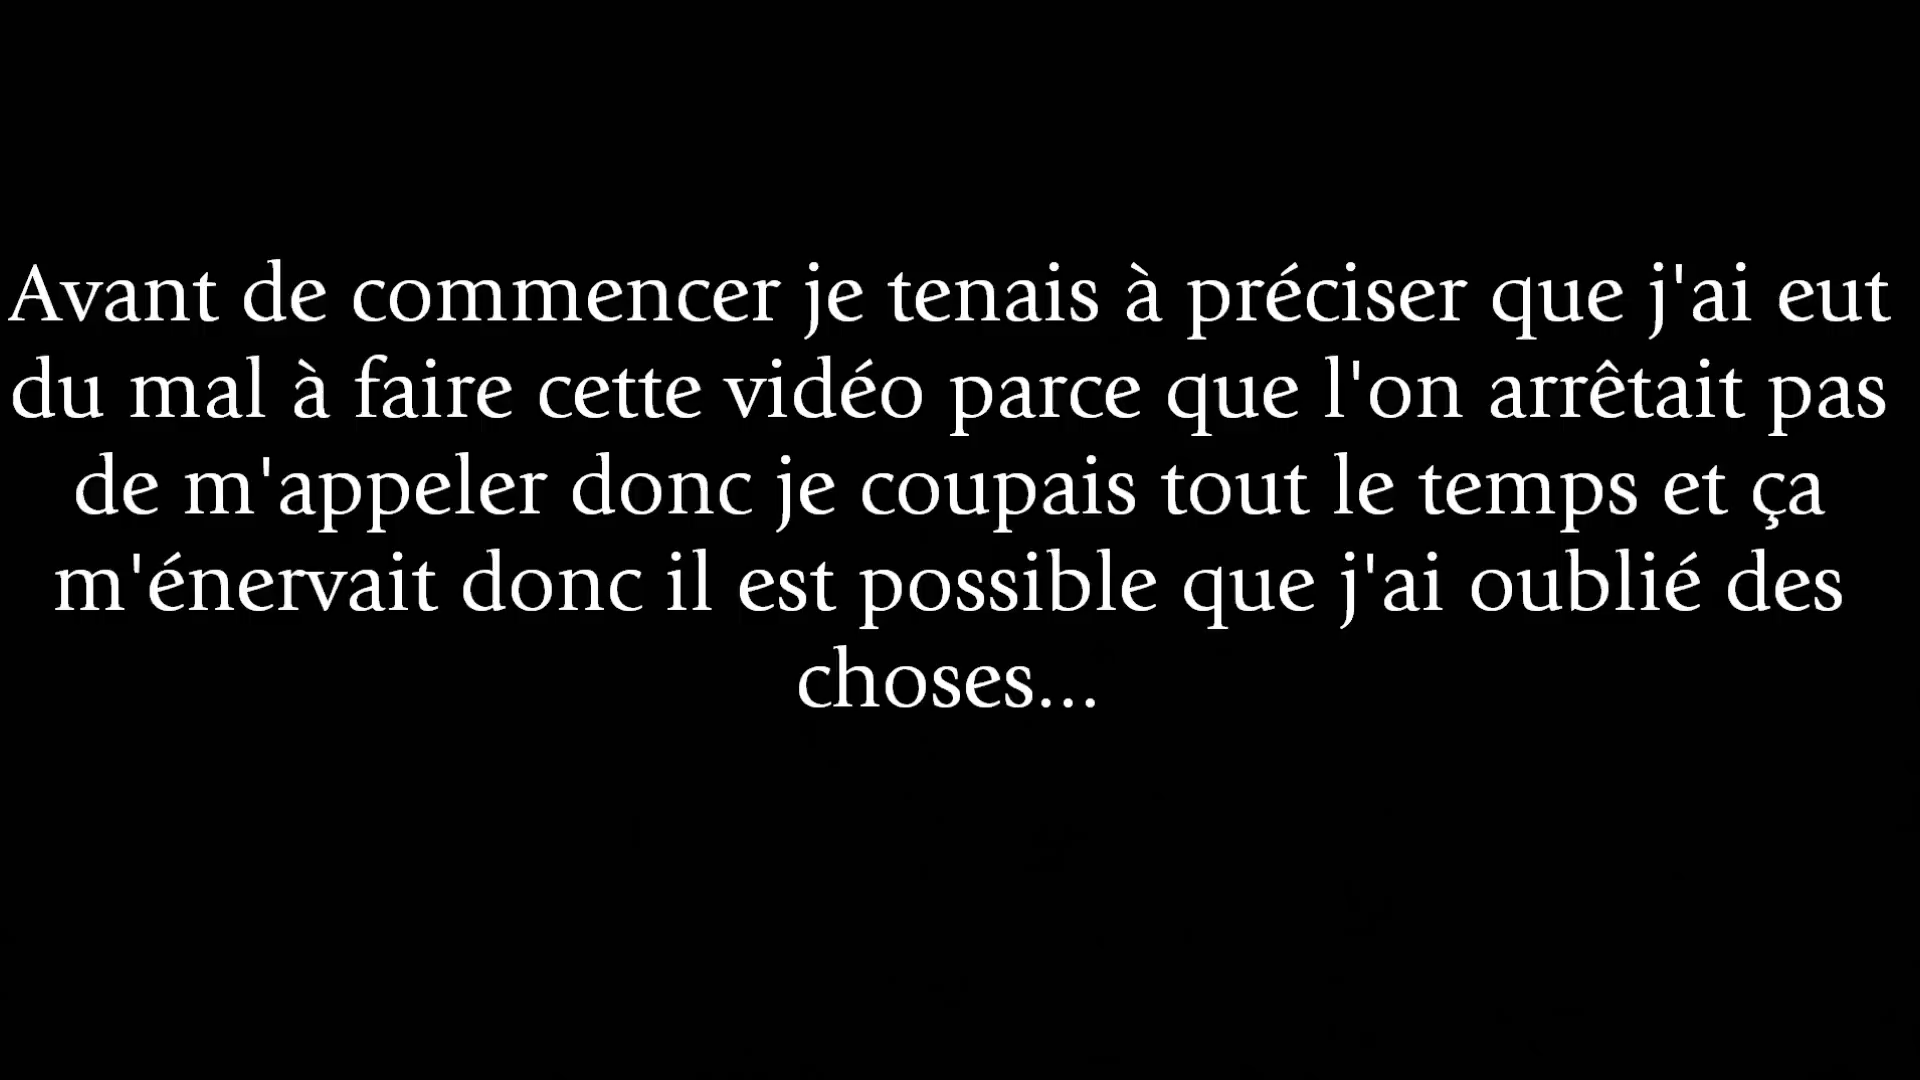 Avant de commencer je tenais à préciser que j'ai eut
du mal à faire cette vidéo parce que l'on arrêtait pas
de m'appeler donc je coupais tout le temps et ça
m'énervait donc il est possible que j'ai oublié des
choses...